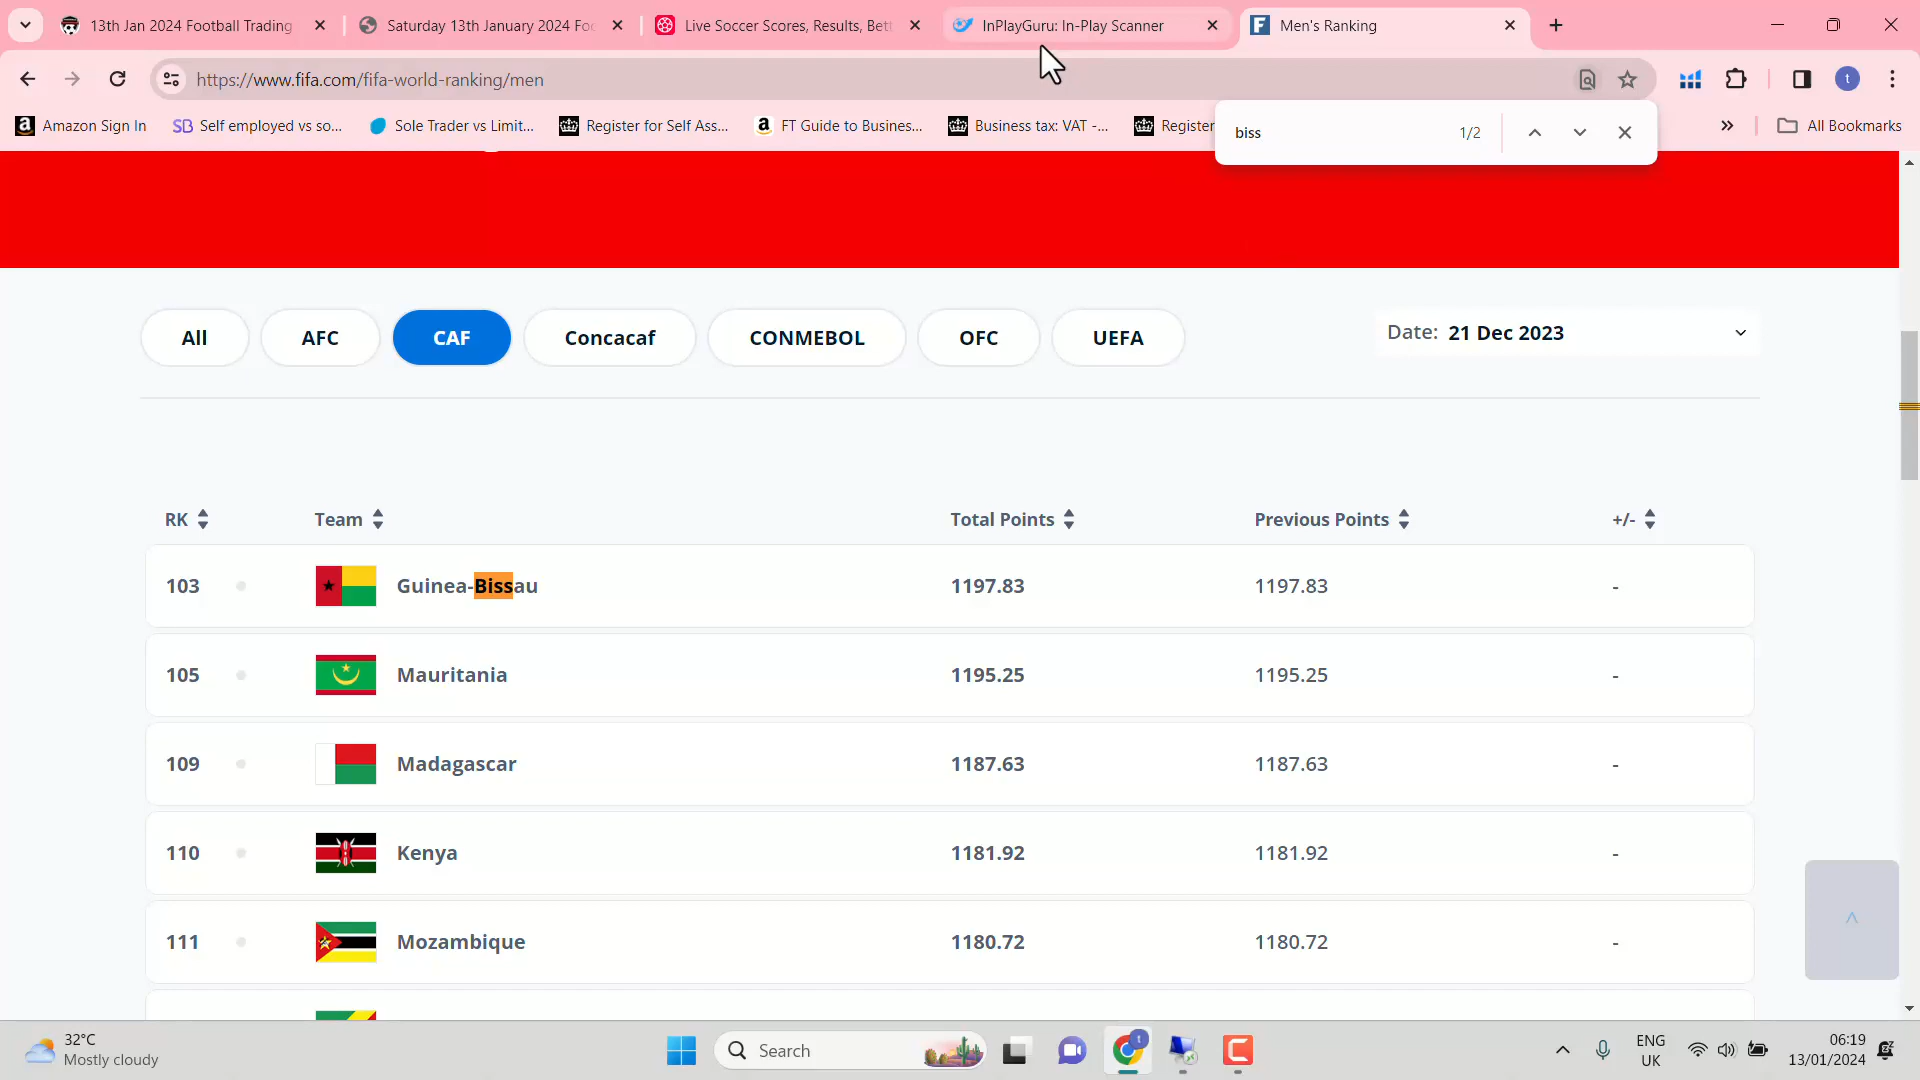 13th Jan 2024 Football Trading
Saturday 13th January 2024 Foo
Live Soccer Scores, Results, Bett
InPlayGuru: In-Play Scanner
Men's Ranking
https://www.fifa.com/fifa-world-ranking/men
t
Amazon Sign In
SB Self employed vs so...
Sole Trader vs Limit...
Register for Self Ass...
a FT Guide to Busines...
Business tax: VAT -...
Register
All Bookmarks
biss 1/2
All AFC CAF Concacaf CONMEBOL OFC UEFA
Date: 21 Dec 2023
RK Team Total Points Previous Points +/-
103 Guinea-Bissau 1197.83 1197.83 -
105 Mauritania 1195.25 1195.25 -
109 Madagascar 1187.63 1187.63 -
110 Kenya 1181.92 1181.92 -
111 Mozambique 1180.72 1180.72 -
32°C
Mostly cloudy
Search
ENG
UK
06:19
13/01/2024